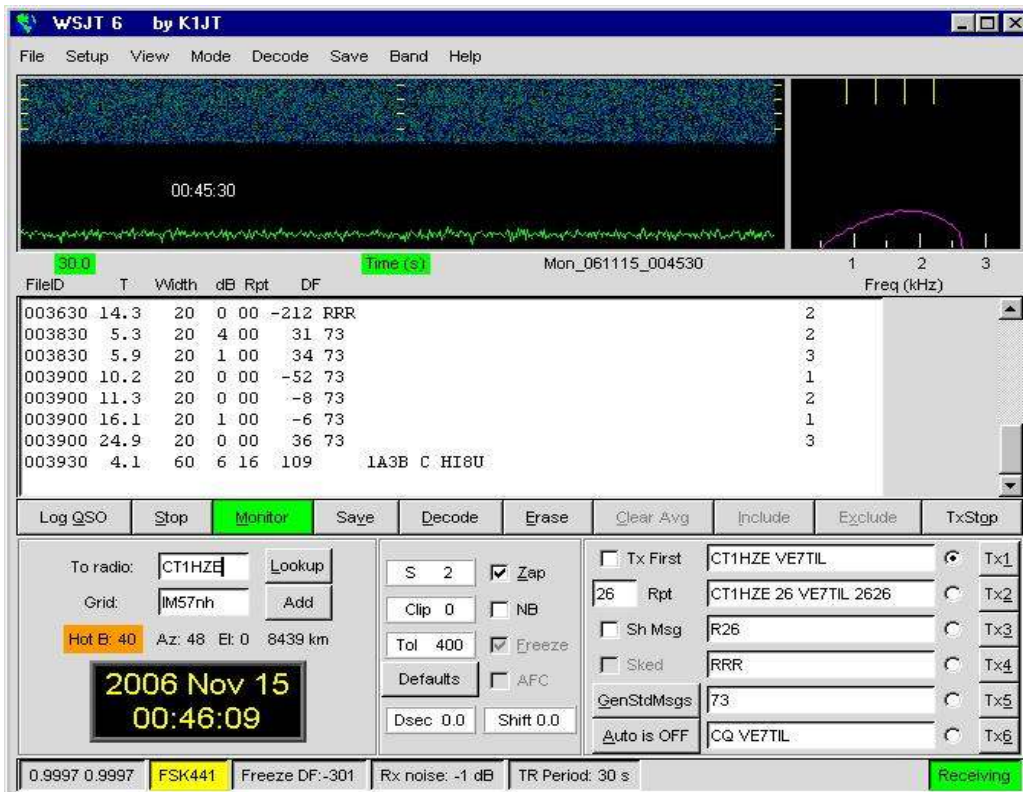 WSJT 6 by K1JT
File Setup View Mode Decode Save Band Help
00:45:30
30.0 Time (s) Mon_061115_004530 1 2 3
FileID T Width dB Rpt DF Freq (kHz)
003630 14.3 20 0 00 -212 RRR 2
003830 5.3 20 4 00 31 73 2
003830 5.9 20 1 00 34 73 3
003900 10.2 20 0 00 -52 73 1
003900 11.3 20 0 00 -8 73 2
003900 16.1 20 1 00 -6 73 1
003900 24.9 20 0 00 36 73 3
003930 4.1 60 6 16 109 1A3B C HI8U
Log QSO Stop Monitor Save Decode Erase Clear Avg Include Exclude TxStop
To radio: CT1HZE Lookup
Grid: IM57nh Add
Hot B: 40 Az: 48 El: 0 8439 km
2006 Nov 15
00:46:09
S 2 Zap
Clip 0 NB
Tol 400 Freeze
Defaults AFC
Dsec 0.0 Shift 0.0
Tx First CT1HZE VE7TIL Tx1
26 Rpt CT1HZE 26 VE7TIL 2626 Tx2
Sh Msg R26 Tx3
Sked RRR Tx4
GenStdMsgs 73 Tx5
Auto is OFF CQ VE7TIL Tx6
0.9997 0.9997 FSK441 Freeze DF:-301 Rx noise: -1 dB TR Period: 30 s Receiving